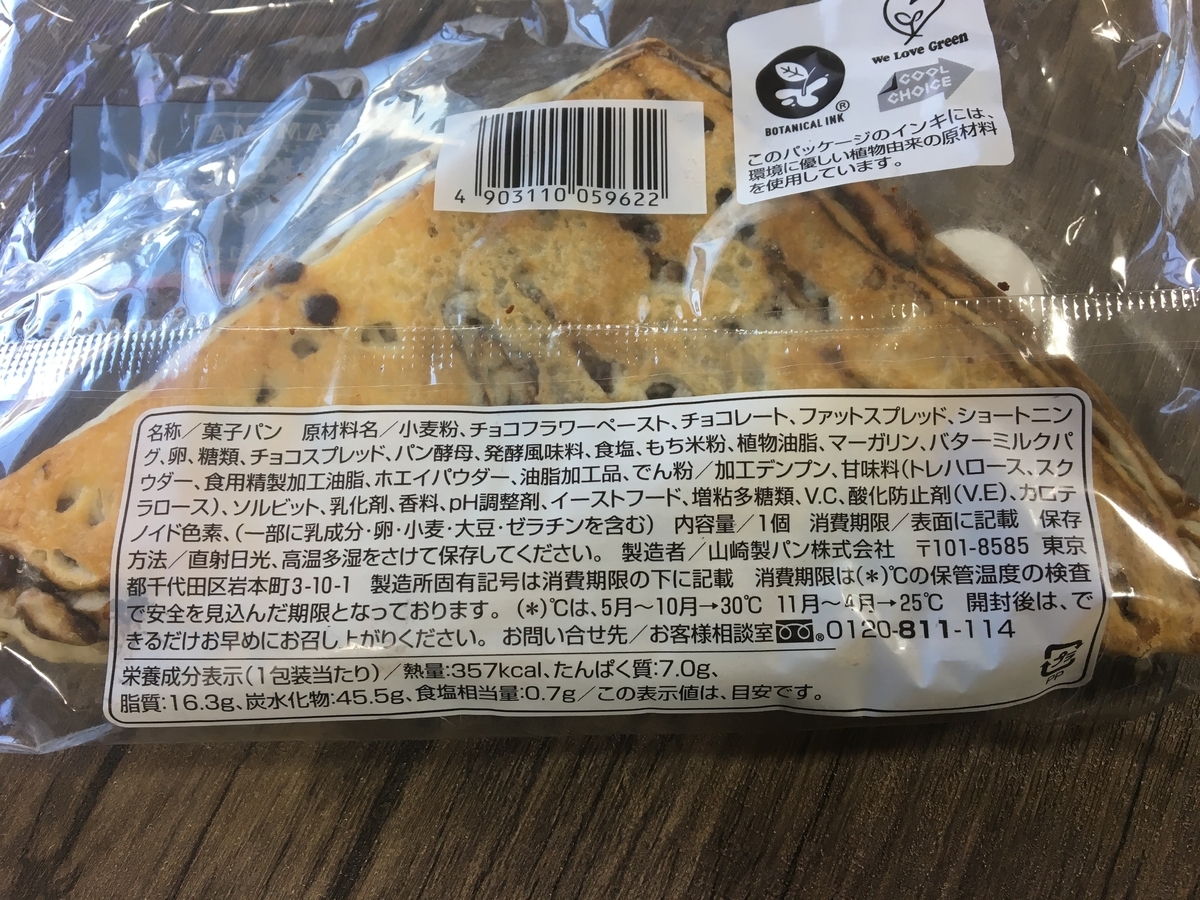 We Love Green
COOL
CHOICE
BOTANICAL INK®
このパッケージのインキには、
環境に優しい植物由来の原材料
を使用しています。
4 903110 059622
名称／菓子パン 原材料名／小麦粉、チョコフラワーペースト、チョコレート、ファットスプレッド、ショートニン
グ、卵、糖類、チョコスプレッド、パン酵母、発酵風味料、食塩、もち米粉、植物油脂、マーガリン、バターミルクパ
ウダー、食用精製加工油脂、ホエイパウダー、油脂加工品、でん粉／加工デンプン、甘味料(トレハロース、スク
ラロース)、ソルビット、乳化剤、香料、pH調整剤、イーストフード、増粘多糖類、V.C、酸化防止剤(V.E)、カロテ
ノイド色素、(一部に乳成分・卵・小麦・大豆・ゼラチンを含む) 内容量／1個 消費期限／表面に記載 保存
方法／直射日光、高温多湿をさけて保存してください。 製造者／山崎製パン株式会社 〒101-8585 東京
都千代田区岩本町3-10-1 製造所固有記号は消費期限の下に記載 消費期限は(＊)℃の保管温度の検査
で安全を見込んだ期限となっております。(＊)℃は、5月〜10月→30℃ 11月〜4月→25℃ 開封後は、で
きるだけお早めにお召し上がりください。 お問い合せ先／お客様相談室 ®0120-811-114
栄養成分表示(1包装当たり)／熱量:357kcal、たんぱく質:7.0g、
脂質:16.3g、炭水化物:45.5g、食塩相当量:0.7g／この表示値は、目安です。
プラ
PP